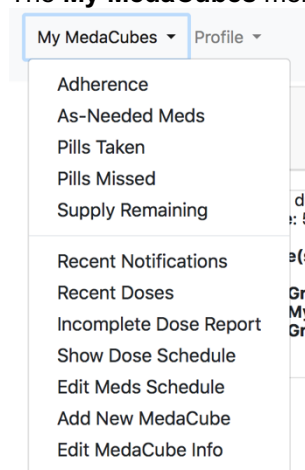 The My MedaCubes
My MedaCubes Profile
Adherence
As-Needed Meds
Pills Taken
Pills Missed
Supply Remaining
Recent Notifications
Recent Doses
Incomplete Dose Report
Show Dose Schedule
Edit Meds Schedule
Add New MedaCube
Edit MedaCube Info